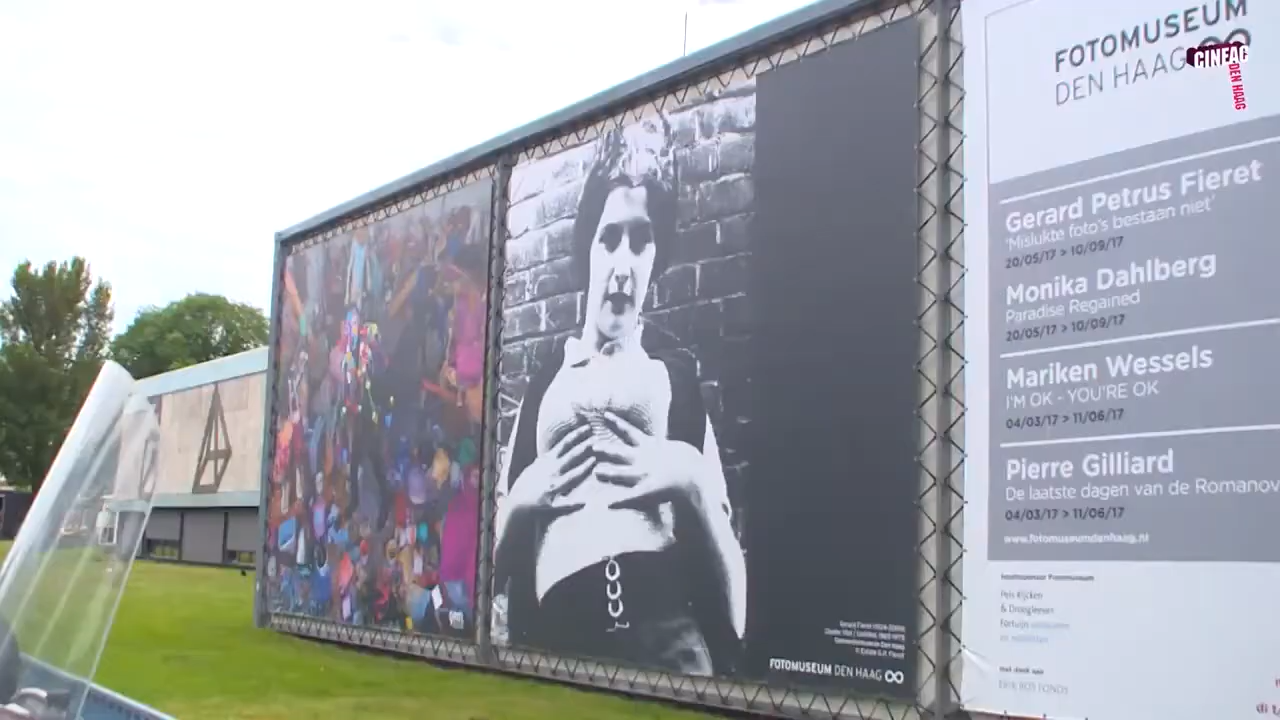 FOTOMUSEUM
DEN HAAG
CINEAC
DEN HAAG
Gerard Petrus Fieret
'Mislukte foto's bestaan niet'
20/05/17 > 10/09/17
Monika Dahlberg
Paradise Regained
20/05/17 > 10/09/17
Mariken Wessels
I'M OK - YOU'RE OK
04/03/17 > 11/06/17
Pierre Gilliard
De laatste dagen van de Romanov
04/03/17 > 11/06/17
www.fotomuseumdenhaag.nl
Fotomuseum
& Droogleever
Fortuijn
FOTOMUSEUM DEN HAAG